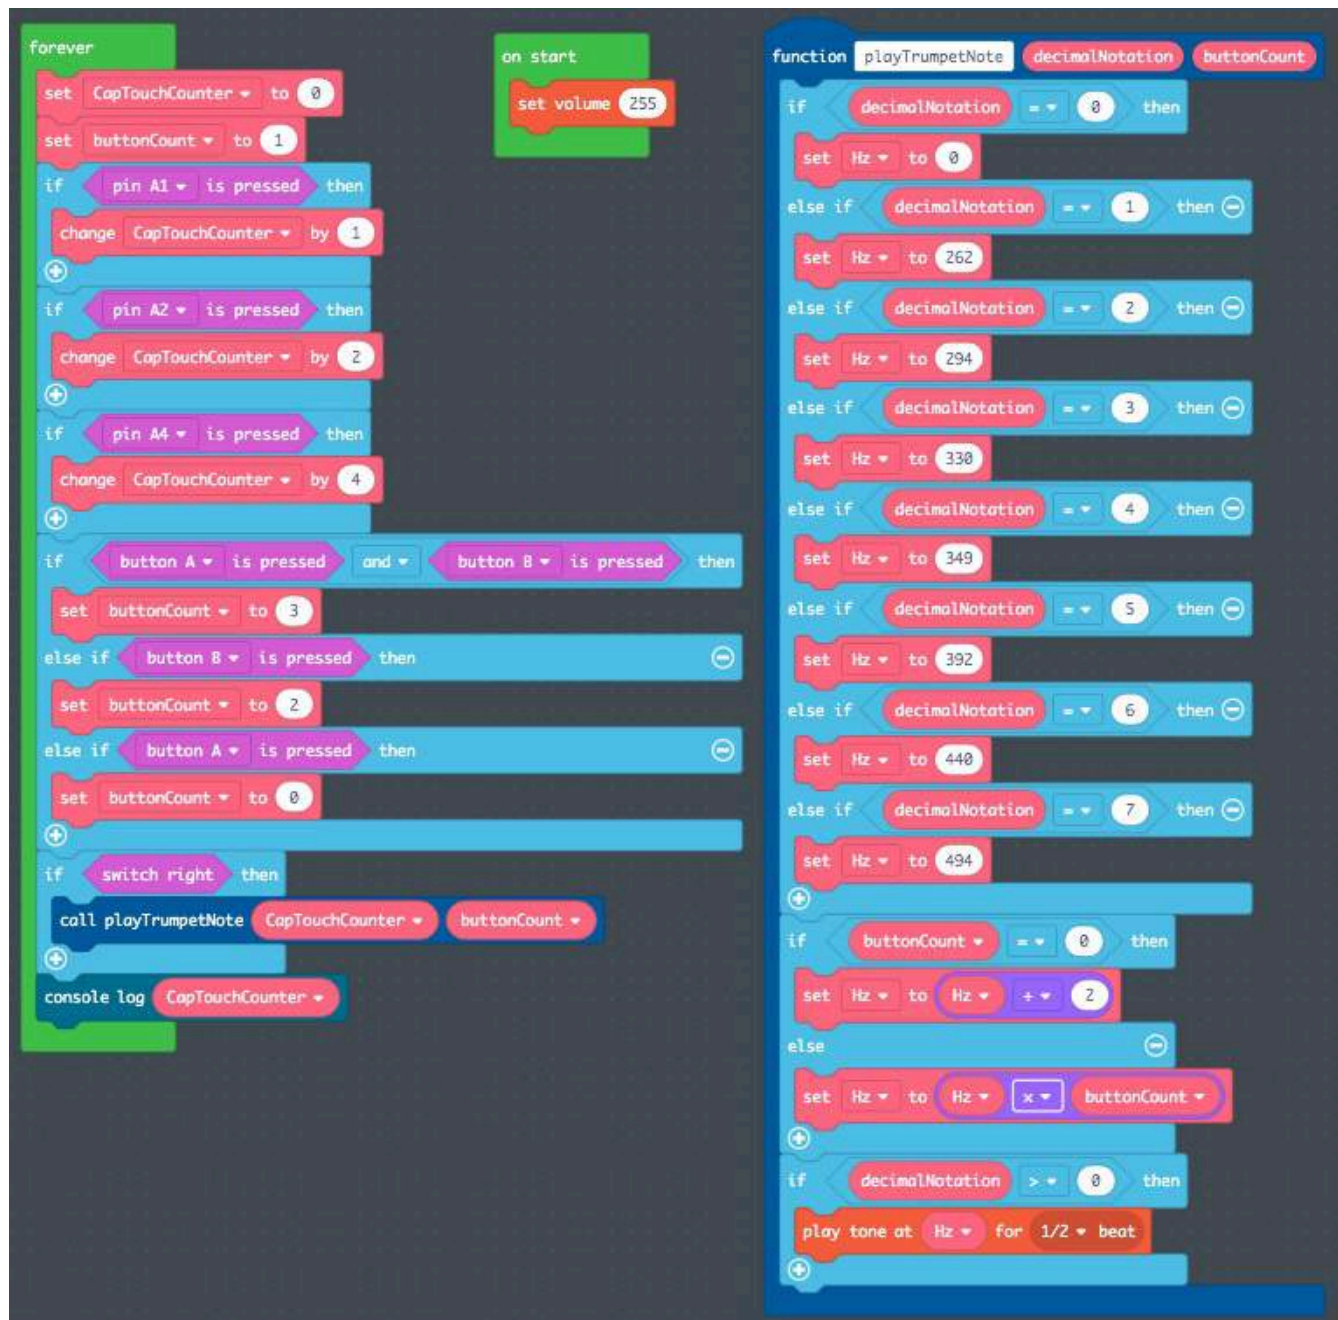 forever
set CapTouchCounter to 0
set buttonCount to 1
if pin A1 is pressed then
change CapTouchCounter by 1
if pin A2 is pressed then
change CapTouchCounter by 2
if pin A4 is pressed then
change CapTouchCounter by 4
if button A is pressed and button B is pressed then
set buttonCount to 3
else if button B is pressed then
set buttonCount to 2
else if button A is pressed then
set buttonCount to 0
if switch right then
call playTrumpetNote CapTouchCounter buttonCount
console log CapTouchCounter
on start
set volume 255
function playTrumpetNote decimalNotation buttonCount
if decimalNotation = 0 then
set Hz to 0
else if decimalNotation = 1 then
set Hz to 262
else if decimalNotation = 2 then
set Hz to 294
else if decimalNotation = 3 then
set Hz to 330
else if decimalNotation = 4 then
set Hz to 349
else if decimalNotation = 5 then
set Hz to 392
else if decimalNotation = 6 then
set Hz to 440
else if decimalNotation = 7 then
set Hz to 494
if buttonCount = 0 then
set Hz to Hz ÷ 2
else
set Hz to Hz × buttonCount
if decimalNotation > 0 then
play tone at Hz for 1/2 beat